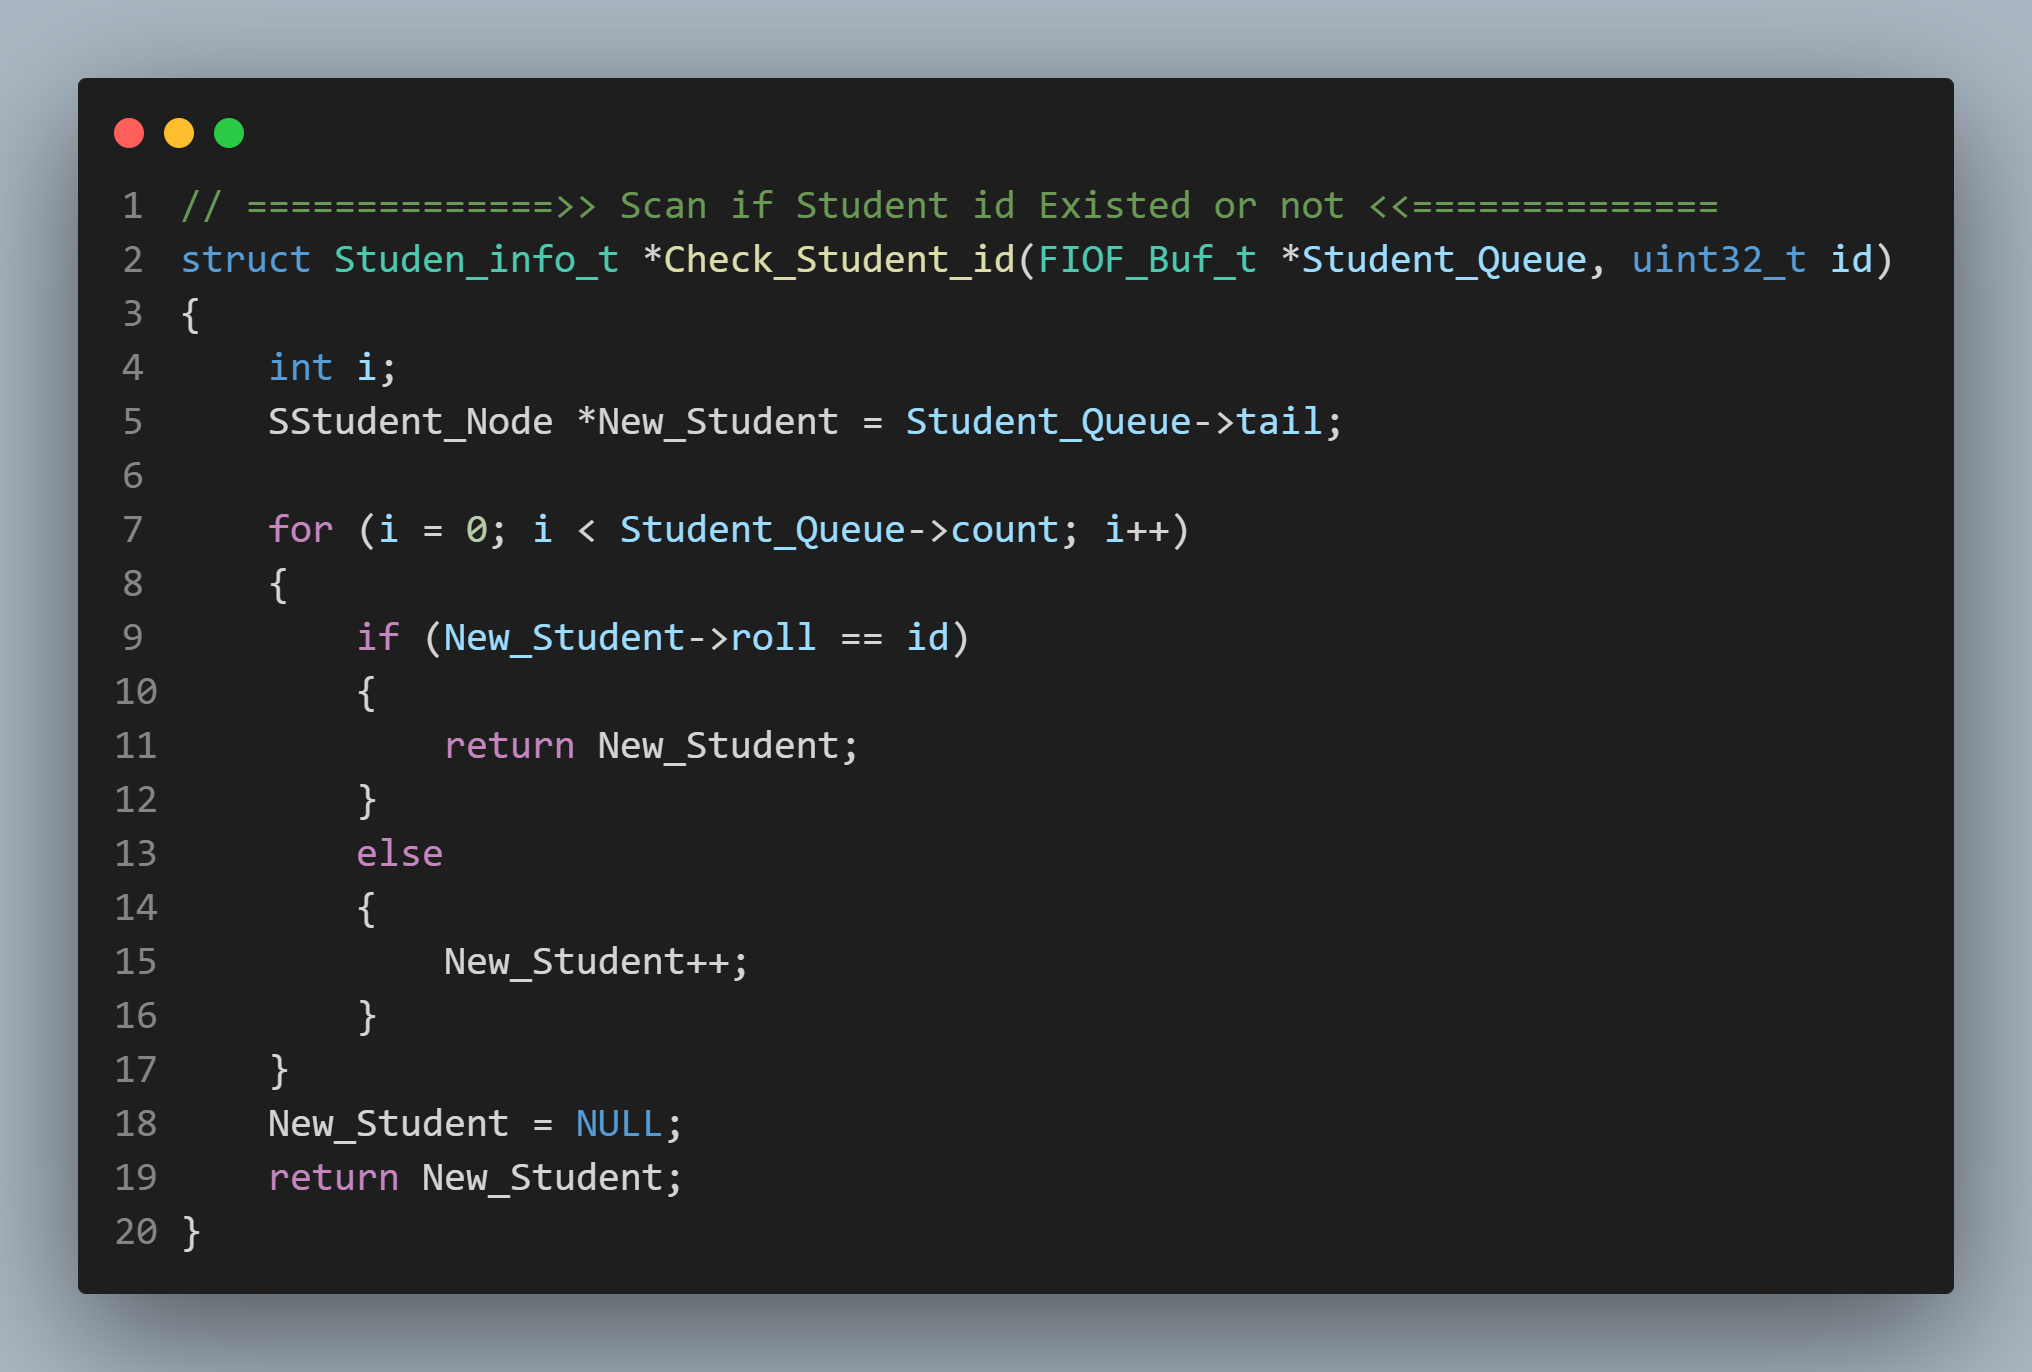 1 // ==============>> Scan if Student id Existed or not <<==============
2 struct Studen_info_t *Check_Student_id(FIOF_Buf_t *Student_Queue, uint32_t id)
3 {
4     int i;
5     SStudent_Node *New_Student = Student_Queue->tail;
6
7     for (i = 0; i < Student_Queue->count; i++)
8     {
9         if (New_Student->roll == id)
10         {
11             return New_Student;
12         }
13         else
14         {
15             New_Student++;
16         }
17     }
18     New_Student = NULL;
19     return New_Student;
20 }